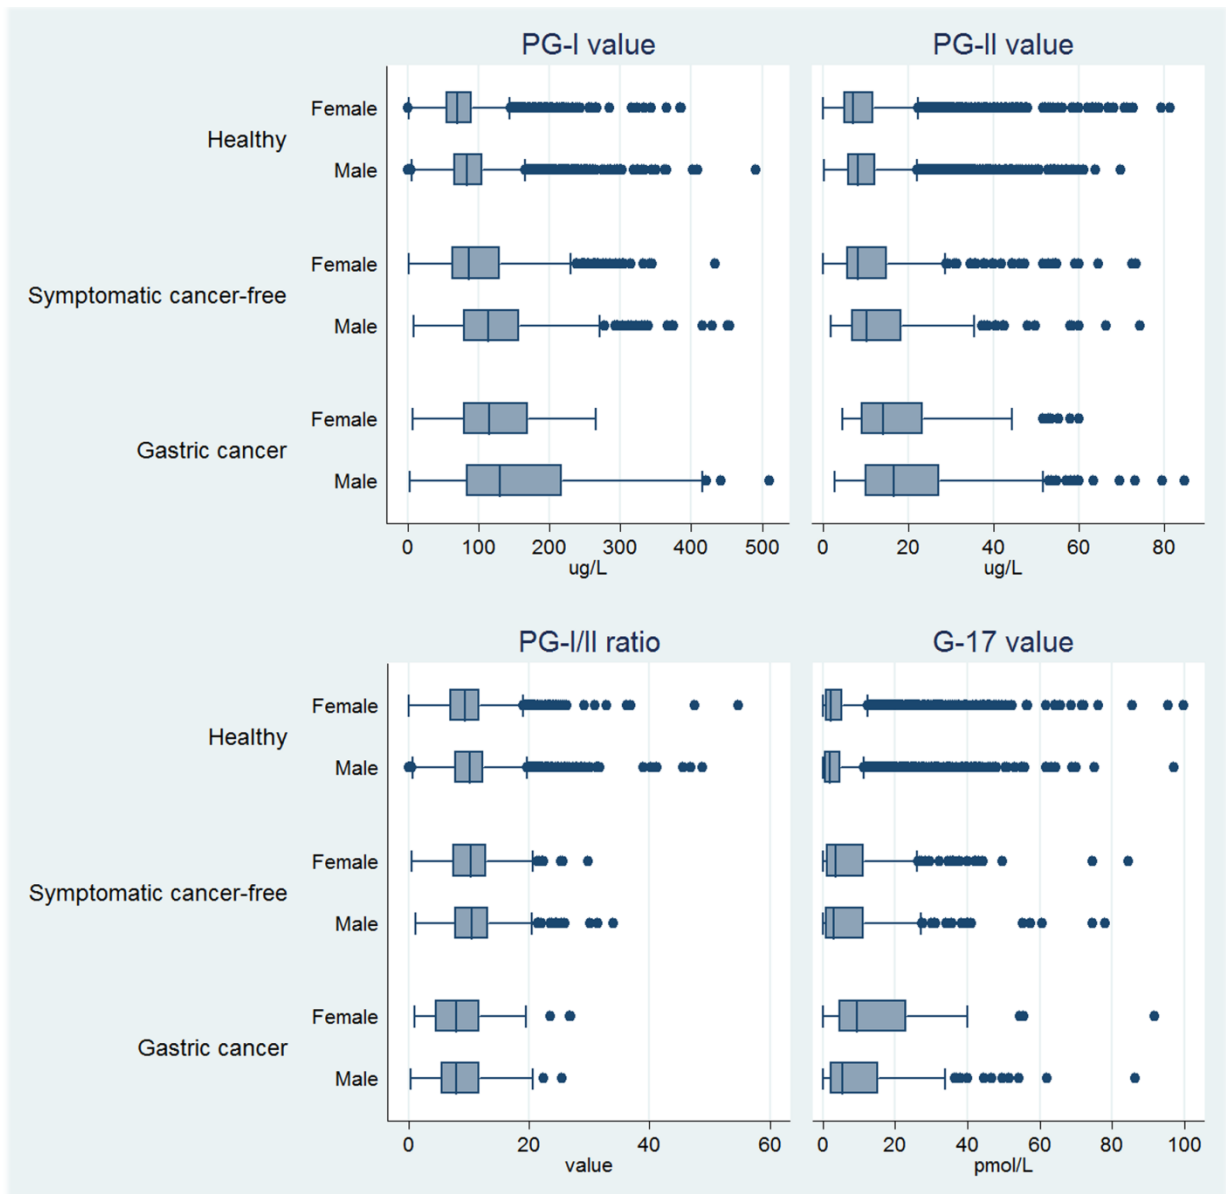 PG-I value
PG-II value
Healthy
Female
Male
Symptomatic cancer-free
Female
Male
Gastric cancer
Female
Male
0 100 200 300 400 500
ug/L
0 20 40 60 80
ug/L
PG-I/II ratio
G-17 value
Healthy
Female
Male
Symptomatic cancer-free
Female
Male
Gastric cancer
Female
Male
0 20 40 60
value
0 20 40 60 80 100
pmol/L